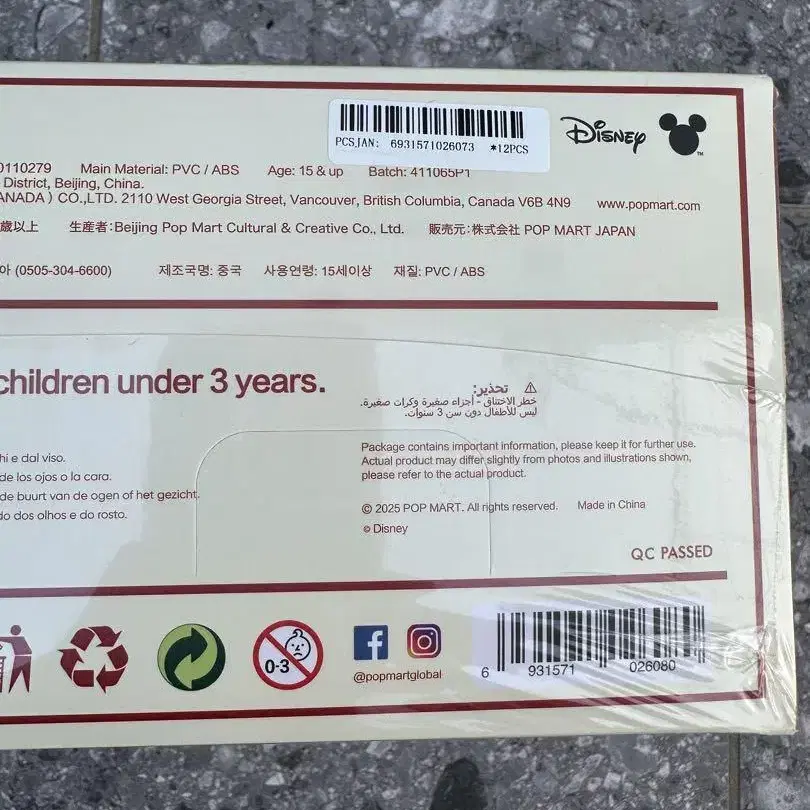 PCSJAN: 6931571026073 *12PCS
Disney
0110279 Main Material: PVC / ABS Age: 15 & up Batch: 411065P1
District, Beijing, China.
ANADA ) CO.,LTD. 2110 West Georgia Street, Vancouver, British Columbia, Canada V6B 4N9 www.popmart.com
歳以上 生産者:Beijing Pop Mart Cultural & Creative Co., Ltd. 販売元:株式会社 POP MART JAPAN
아 (0505-304-6600) 제조국명: 중국 사용연령: 15세이상 재질: PVC / ABS
children under 3 years.
تحذير:
خطر الاختناق - أجزاء صغيرة وكرات صغيرة.
ليس للأطفال دون سن 3 سنوات.
hi e dal viso.
de los ojos o la cara.
de buurt van de ogen of het gezicht.
do dos olhos e do rosto.
Package contains important information, please keep it for further use.
Actual product may differ slightly from photos and illustrations shown,
please refer to the actual product.
© 2025 POP MART. All rights reserved. Made in China
© Disney
QC PASSED
0-3
@popmartglobal
6 931571 026080